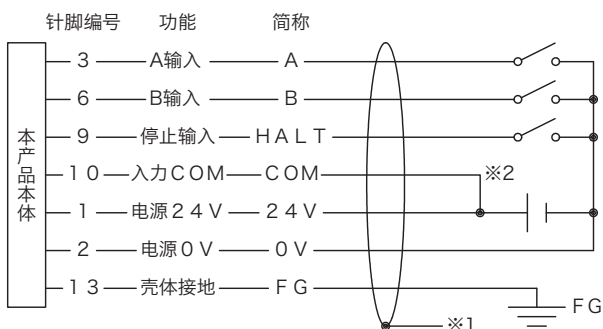 针脚编号 功能 简称
本产品本体
3 A输入 A
6 B输入 B
9 停止输入 HALT
10 入力COM COM
※2
1 电源24V 24V
2 电源0V 0V
13 壳体接地 FG
FG
※1